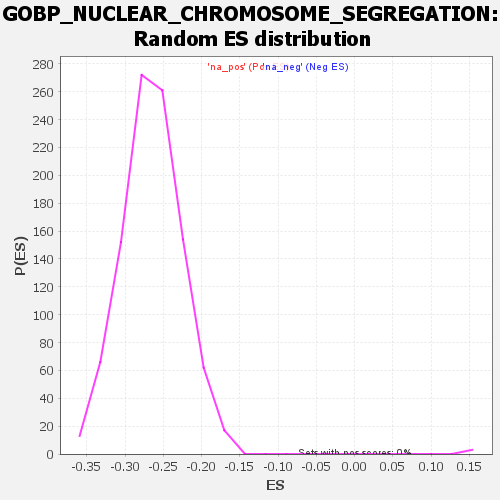 GOBP_NUCLEAR_CHROMOSOME_SEGREGATION:
Random ES distribution
'na_pos' 'na_neg' (Neg ES)
280
260
240
220
200
180
160
140
120
100
80
60
40
20
0
P(ES)
Sets with pos scores: 0%
-0.35 -0.30 -0.25 -0.20 -0.15 -0.10 -0.05 0.00 0.05 0.10 0.15
ES